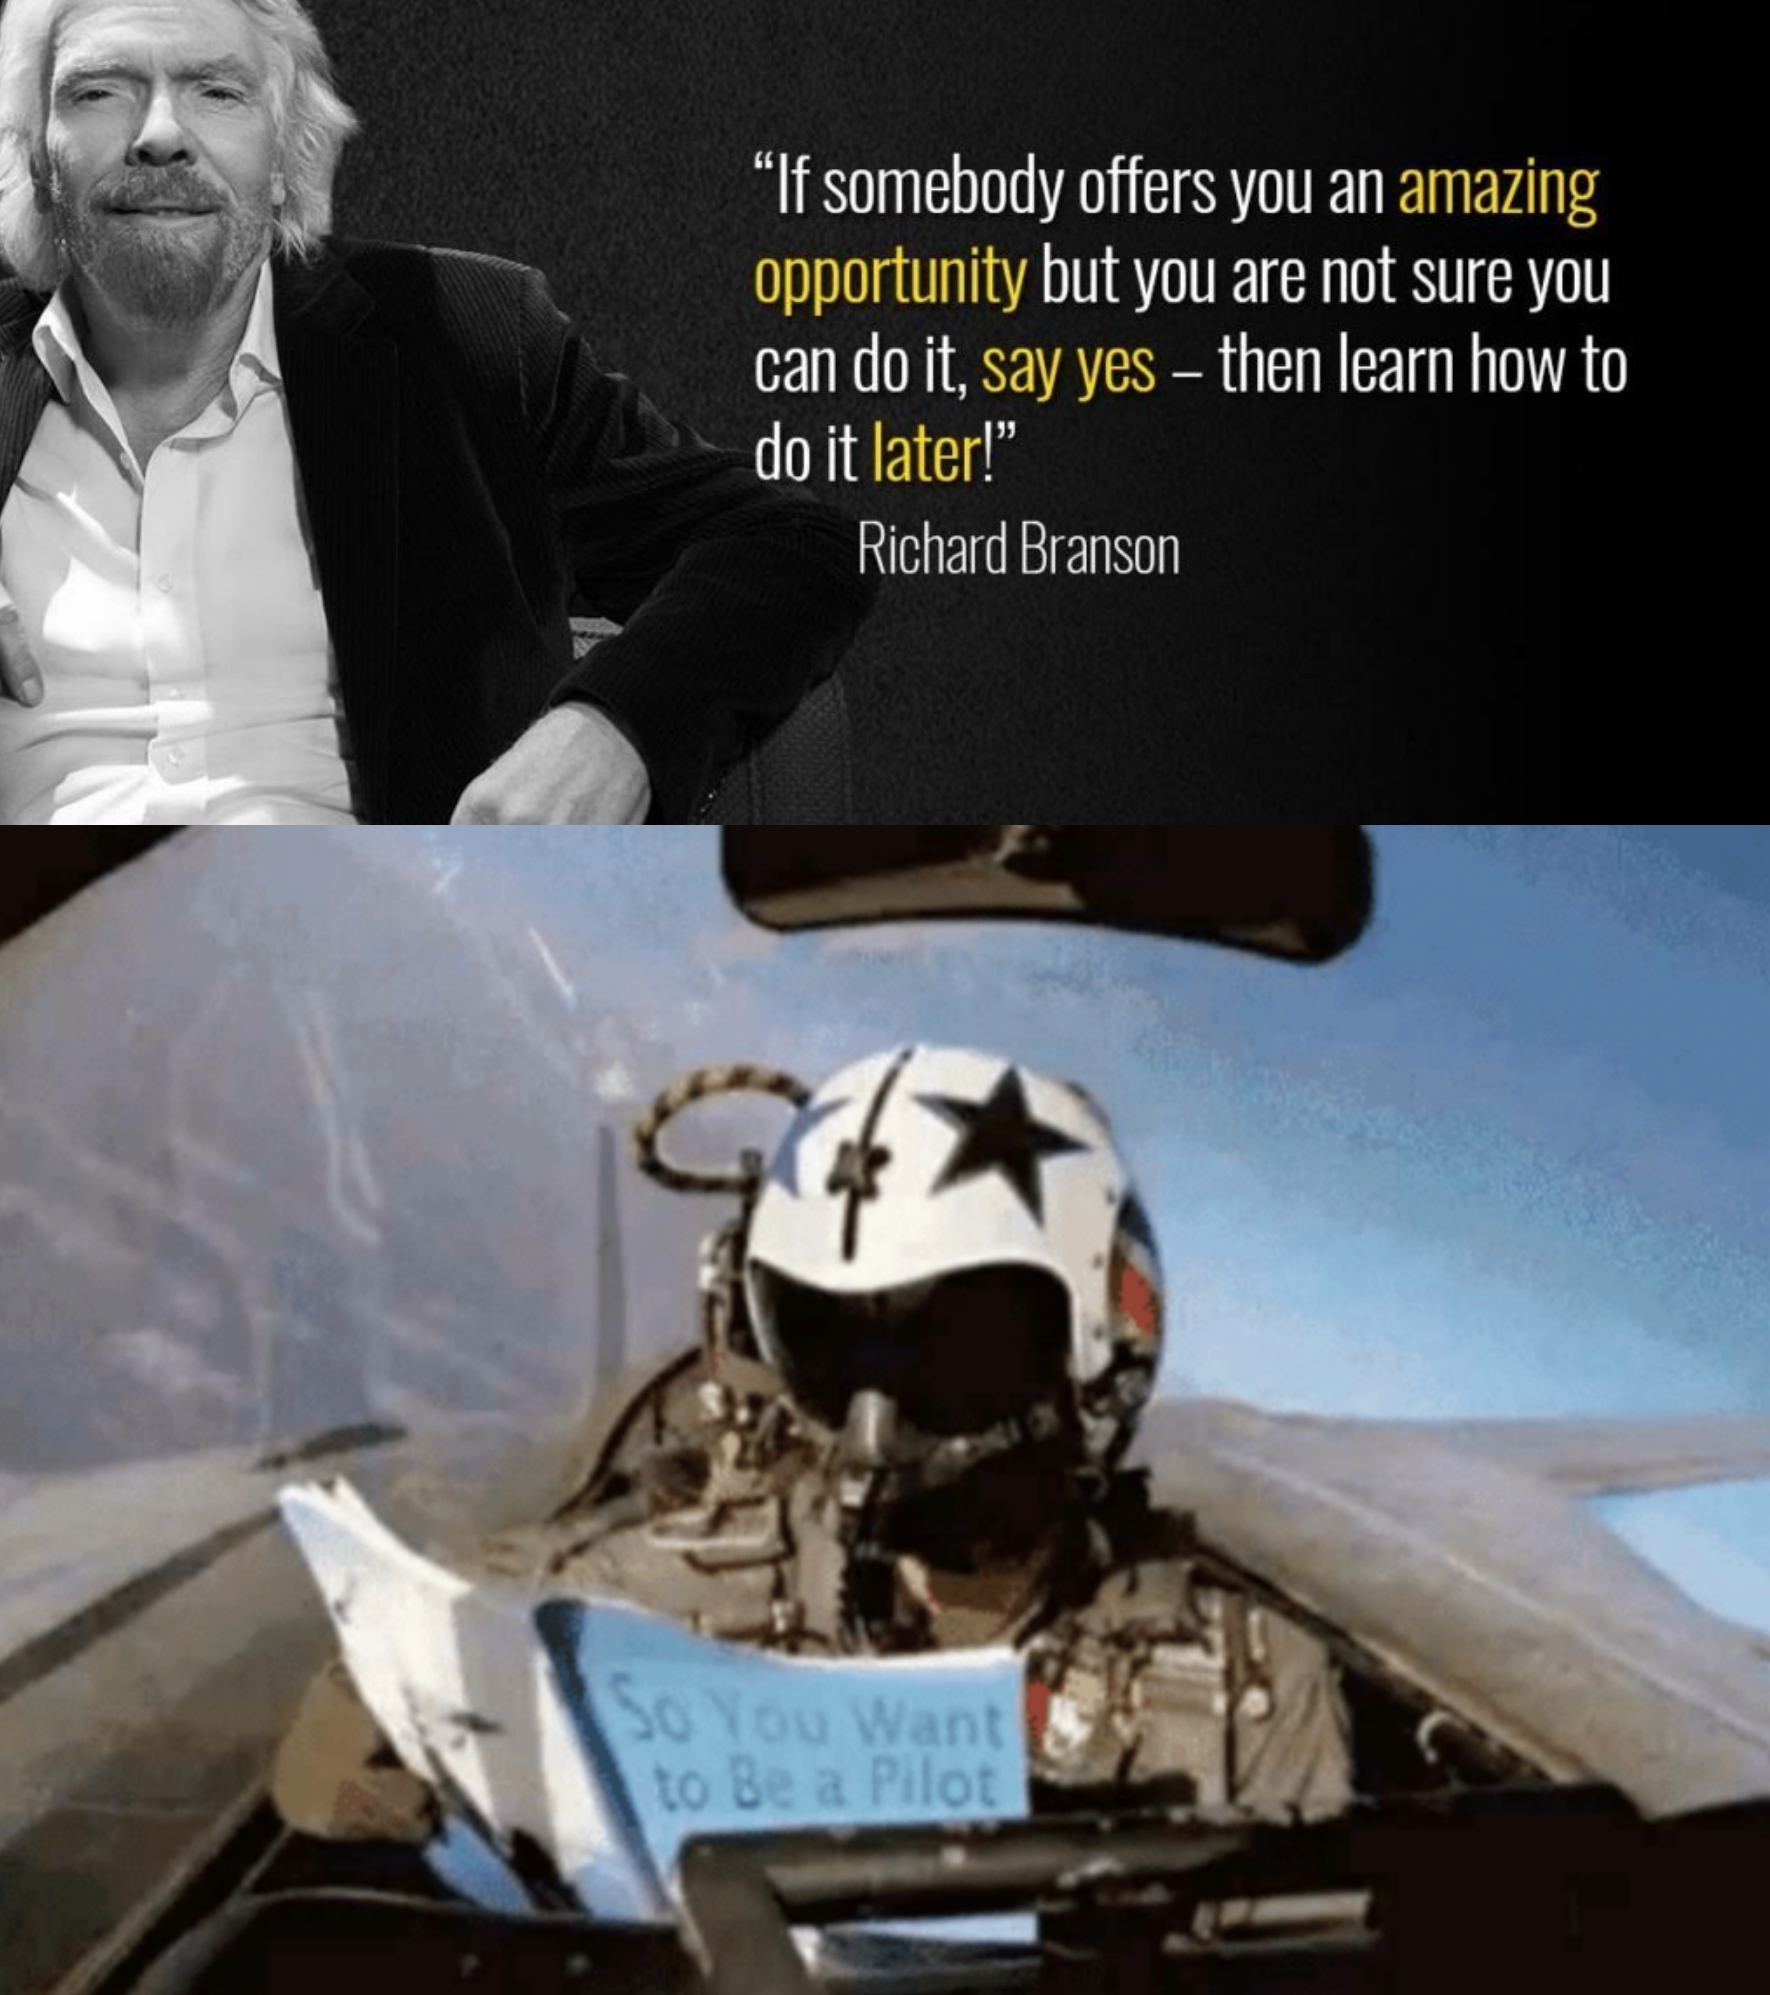 “If somebody offers you an amazing
opportunity but you are not sure you
can do it, say yes – then learn how to
do it later!”
Richard Branson
So You Want
to Be a Pilot